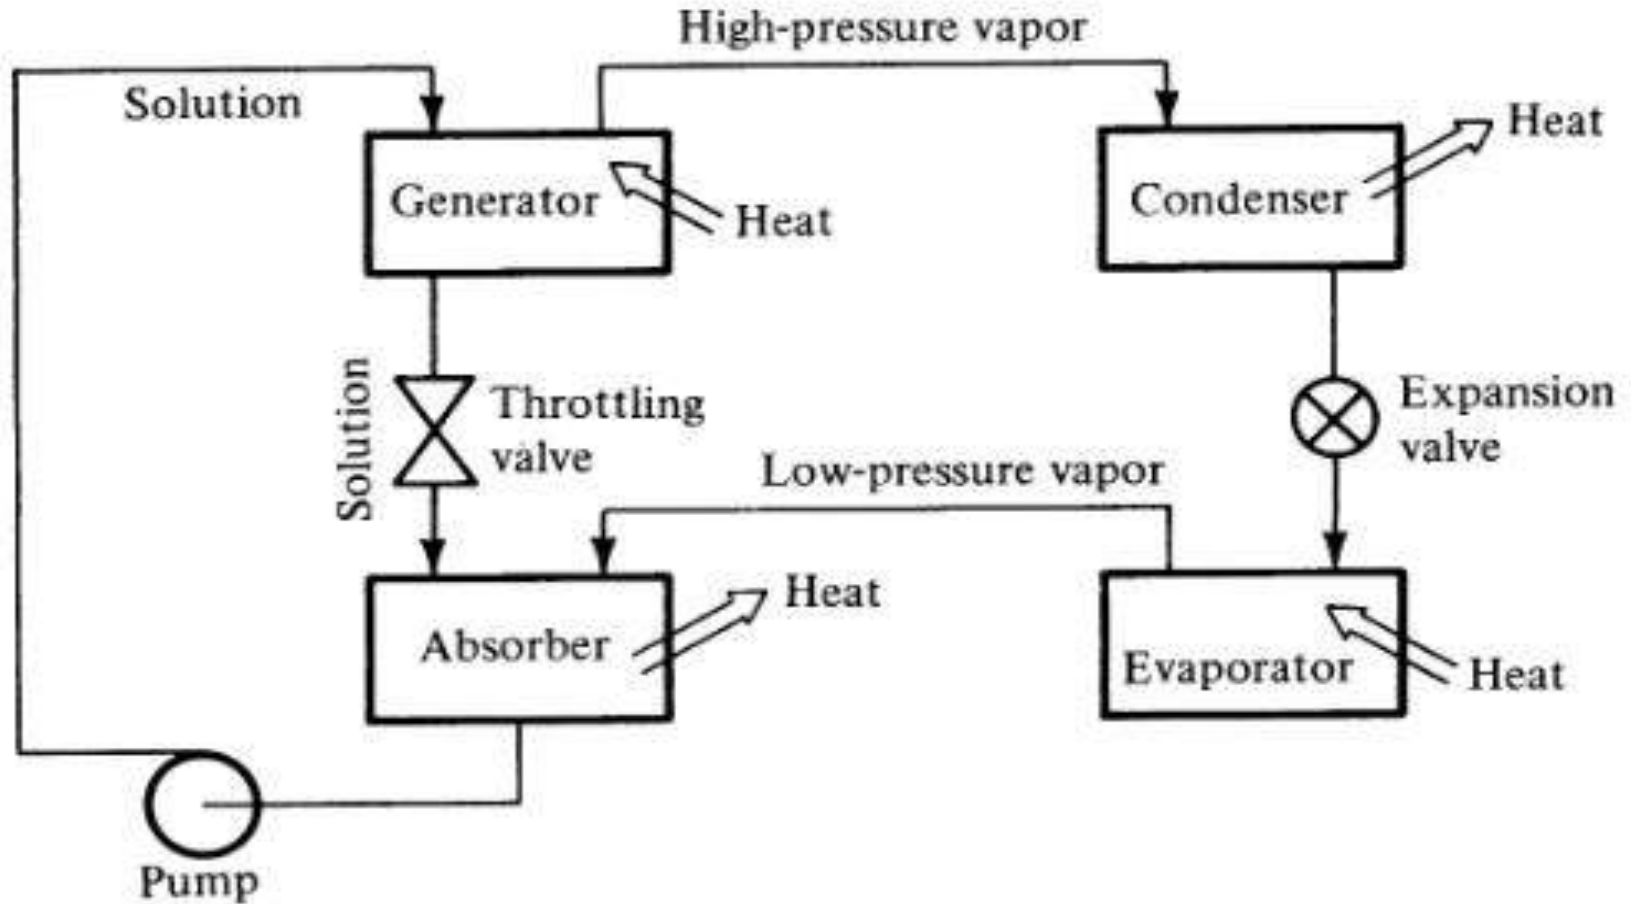 High-pressure vapor
Solution
Heat
Generator
Condenser
Heat
Solution
Throttling
valve
Expansion
valve
Low-pressure vapor
Heat
Absorber
Evaporator
Heat
Pump